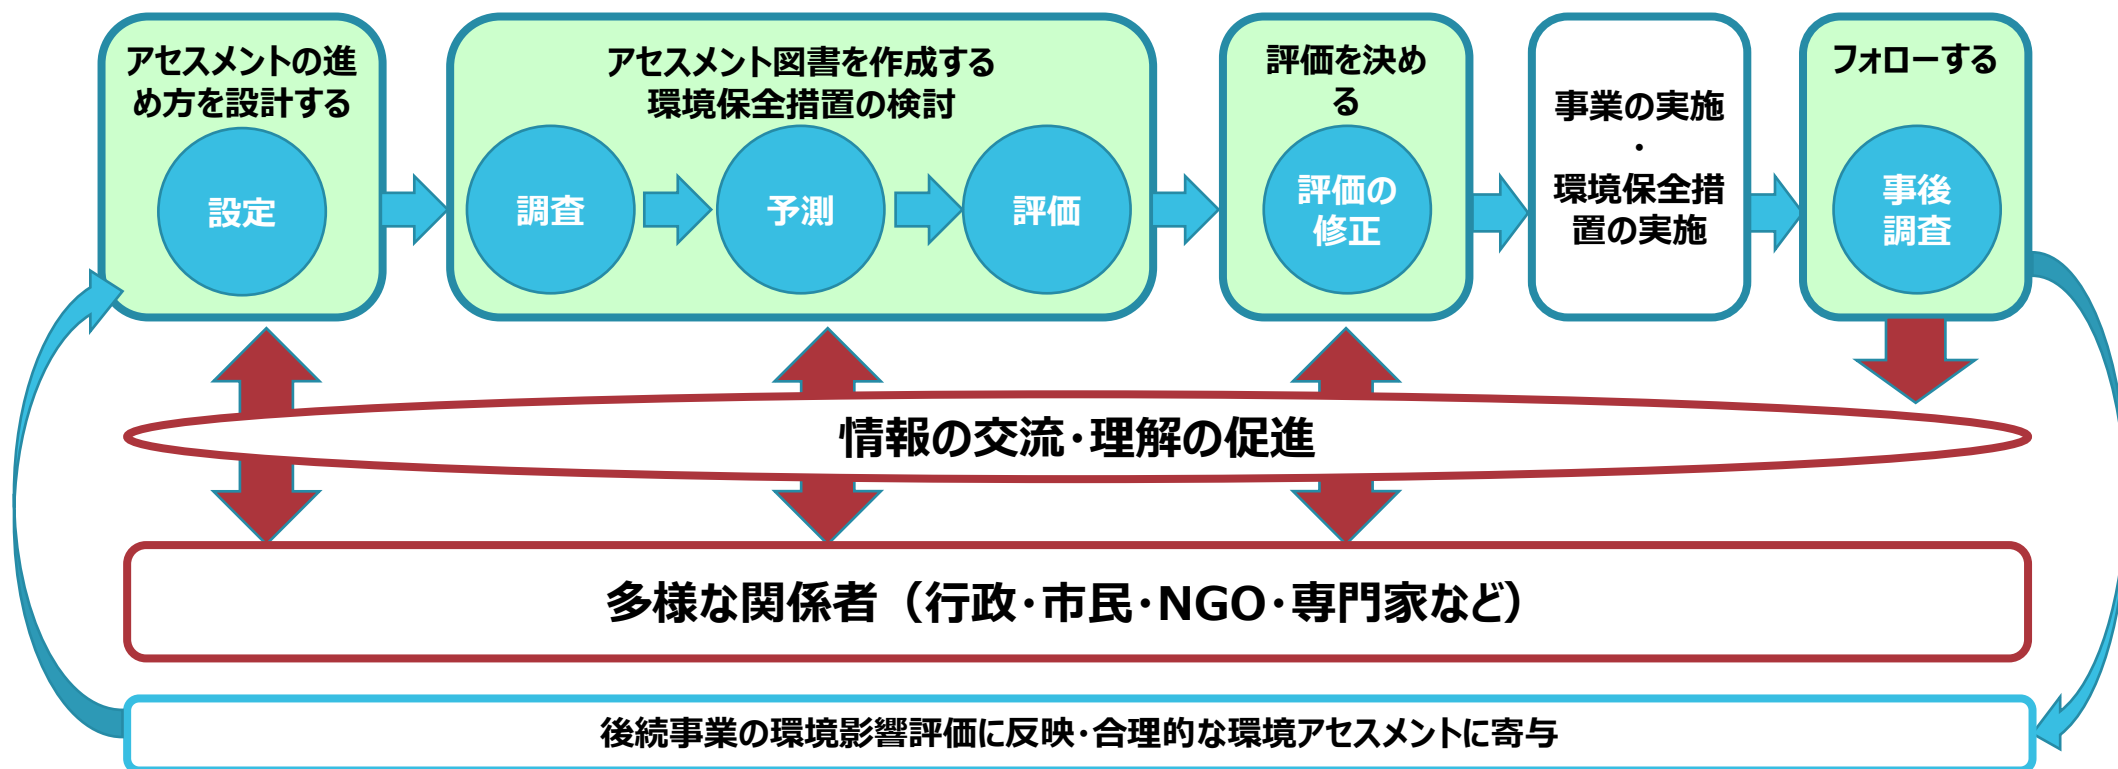 アセスメントの進
め方を設計する
設定
アセスメント図書を作成する
環境保全措置の検討
調査
予測
評価
評価を決め
る
評価の
修正
事業の実施
・
環境保全措
置の実施
フォローする
事後
調査
情報の交流・理解の促進
多様な関係者（行政・市民・NGO・専門家など）
後続事業の環境影響評価に反映・合理的な環境アセスメントに寄与